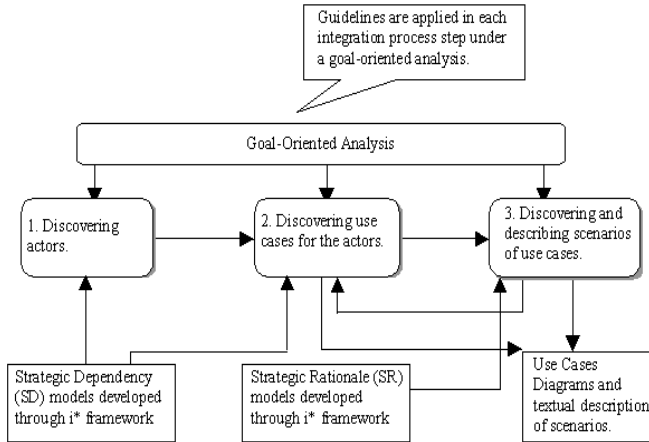 Guidelines are applied in each
integration process step under
a goal-oriented analysis.
Goal-Oriented Analysis
1. Discovering
actors.
2. Discovering use
cases for the actors.
3. Discovering and
describing scenarios
of use cases.
Strategic Dependency
(SD) models developed
through i* framework
Strategic Rationale (SR)
models developed
through i* framework
Use Cases
Diagrams and
textual description
of scenarios.